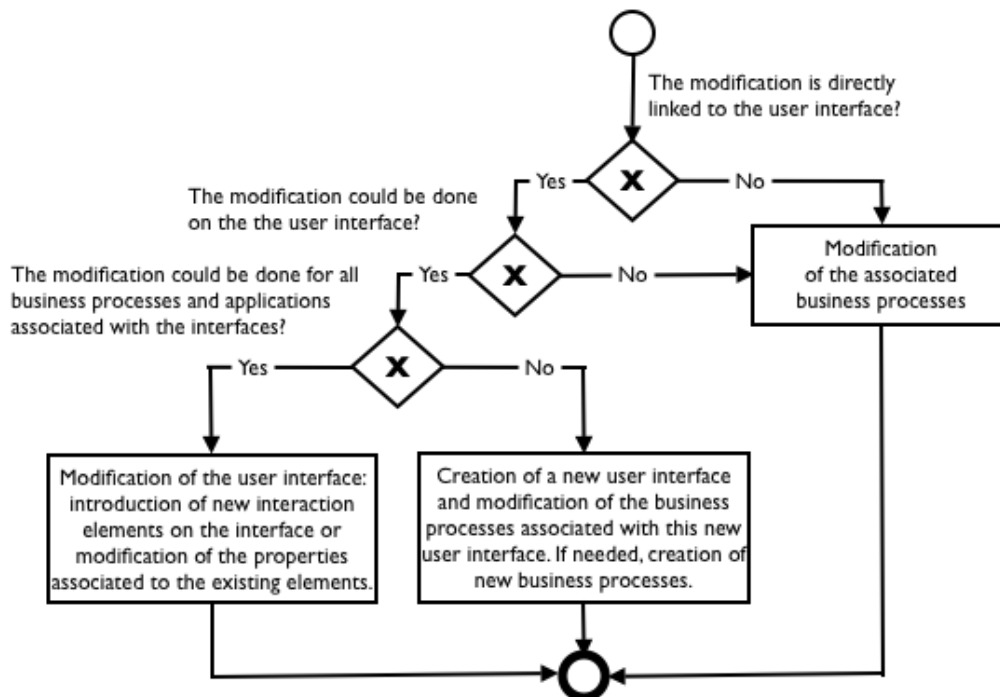 The modification is directly
linked to the user interface?
Yes
No
The modification could be done
on the the user interface?
Modification
of the associated
business processes
The modification could be done for all
business processes and applications
associated with the interfaces?
Yes
No
Yes
No
Modification of the user interface:
introduction of new interaction
elements on the interface or
modification of the properties
associated to the existing elements.
Creation of a new user interface
and modification of the business
processes associated with this new
user interface. If needed, creation of
new business processes.